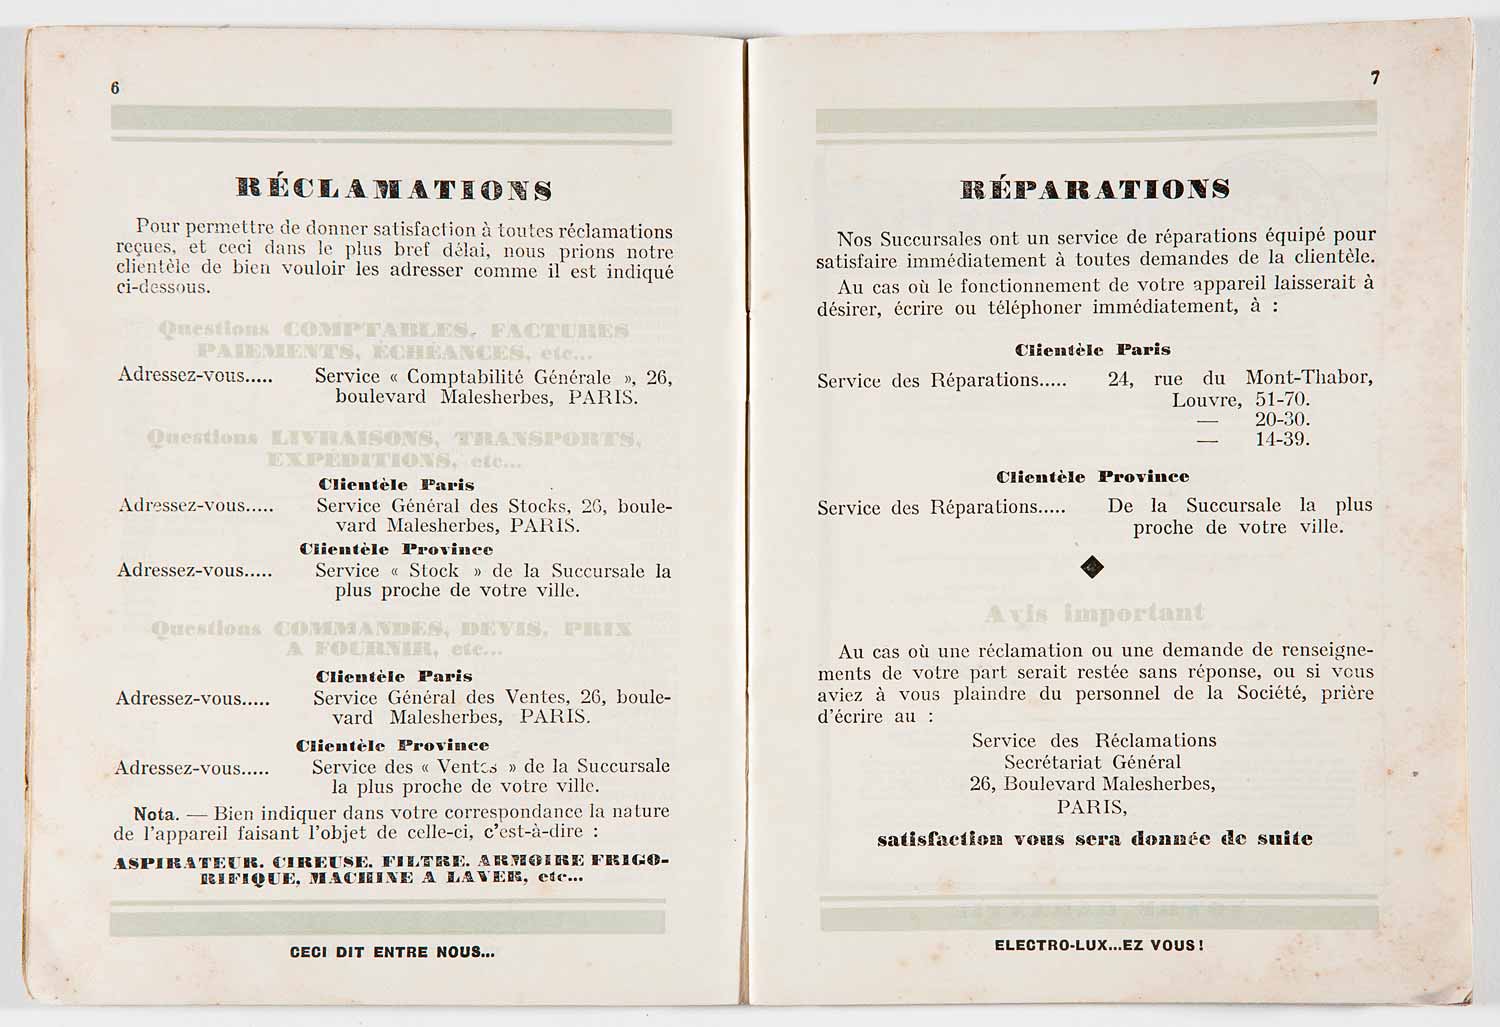 6
RÉCLAMATIONS
Pour permettre de donner satisfaction à toutes réclamations
reçues, et ceci dans le plus bref délai, nous prions notre
clientèle de bien vouloir les adresser comme il est indiqué
ci-dessous.
Questions COMPTABLES, FACTURES
PAIEMENTS, ÉCHÉANCES, etc...
Adressez-vous..... Service « Comptabilité Générale », 26,
boulevard Malesherbes, PARIS.
Questions LIVRAISONS, TRANSPORTS,
EXPÉDITIONS, etc...
Clientèle Paris
Adressez-vous..... Service Général des Stocks, 26, boule-
vard Malesherbes, PARIS.
Clientèle Province
Adressez-vous..... Service « Stock » de la Succursale la
plus proche de votre ville.
Questions COMMANDES, DEVIS, PRIX
A FOURNIR, etc...
Clientèle Paris
Adressez-vous..... Service Général des Ventes, 26, boule-
vard Malesherbes, PARIS.
Clientèle Province
Adressez-vous..... Service des « Ventes » de la Succursale
la plus proche de votre ville.
Nota. — Bien indiquer dans votre correspondance la nature
de l'appareil faisant l'objet de celle-ci, c'est-à-dire :
ASPIRATEUR, CIREUSE, FILTRE, ARMOIRE FRIGO-
RIFIQUE, MACHINE A LAVER, etc...
CECI DIT ENTRE NOUS...
7
RÉPARATIONS
Nos Succursales ont un service de réparations équipé pour
satisfaire immédiatement à toutes demandes de la clientèle.
Au cas où le fonctionnement de votre appareil laisserait à
désirer, écrire ou téléphoner immédiatement, à :
Clientèle Paris
Service des Réparations..... 24, rue du Mont-Thabor,
Louvre, 51-70.
— 20-30.
— 14-39.
Clientèle Province
Service des Réparations..... De la Succursale la plus
proche de votre ville.
Avis important
Au cas où une réclamation ou une demande de renseigne-
ments de votre part serait restée sans réponse, ou si vous
aviez à vous plaindre du personnel de la Société, prière
d'écrire au :
Service des Réclamations
Secrétariat Général
26, Boulevard Malesherbes,
PARIS,
satisfaction vous sera donnée de suite
ELECTRO-LUX...EZ VOUS!